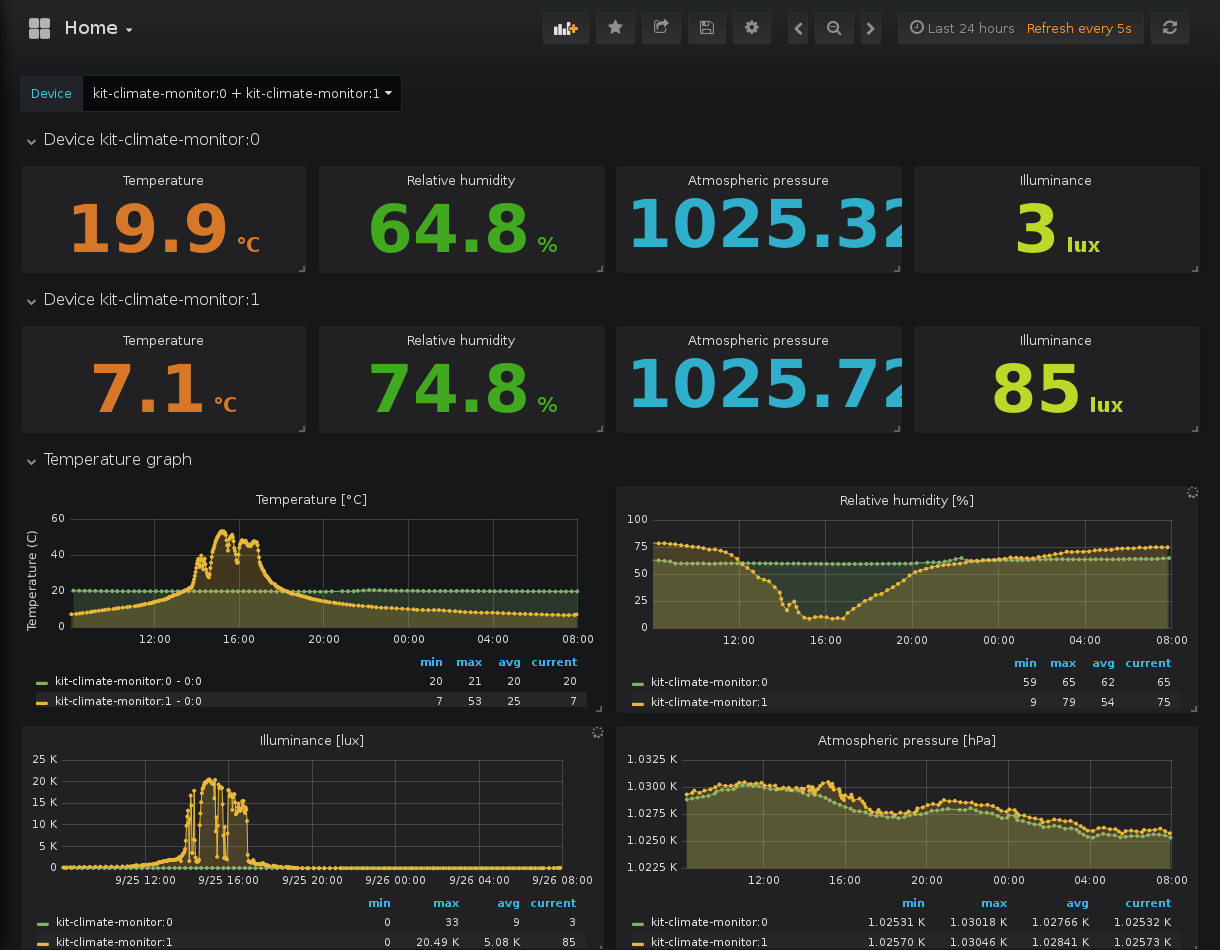 Home
Last 24 hours Refresh every 5s
Device kit-climate-monitor:0 + kit-climate-monitor:1
Device kit-climate-monitor:0
Temperature Relative humidity Atmospheric pressure Illuminance
19.9 °C 64.8 % 1025.32 3 lux
Device kit-climate-monitor:1
Temperature Relative humidity Atmospheric pressure Illuminance
7.1 °C 74.8 % 1025.72 85 lux
Temperature graph
Temperature [°C]
Temperature (C)
60
40
20
0
12:00 16:00 20:00 00:00 04:00 08:00
min max avg current
kit-climate-monitor:0 - 0:0 20 21 20 20
kit-climate-monitor:1 - 0:0 7 53 25 7
Relative humidity [%]
100
75
50
25
0
12:00 16:00 20:00 00:00 04:00 08:00
min max avg current
kit-climate-monitor:0 59 65 62 65
kit-climate-monitor:1 9 79 54 75
Illuminance [lux]
25 K
20 K
15 K
10 K
5 K
0
9/25 12:00 9/25 16:00 9/25 20:00 9/26 00:00 9/26 04:00 9/26 08:00
min max avg current
kit-climate-monitor:0 0 33 9 3
kit-climate-monitor:1 0 20.49 K 5.08 K 85
Atmospheric pressure [hPa]
1.0325 K
1.0300 K
1.0275 K
1.0250 K
1.0225 K
12:00 16:00 20:00 00:00 04:00 08:00
min max avg current
kit-climate-monitor:0 1.02531 K 1.03018 K 1.02766 K 1.02532 K
kit-climate-monitor:1 1.02570 K 1.03046 K 1.02841 K 1.02573 K